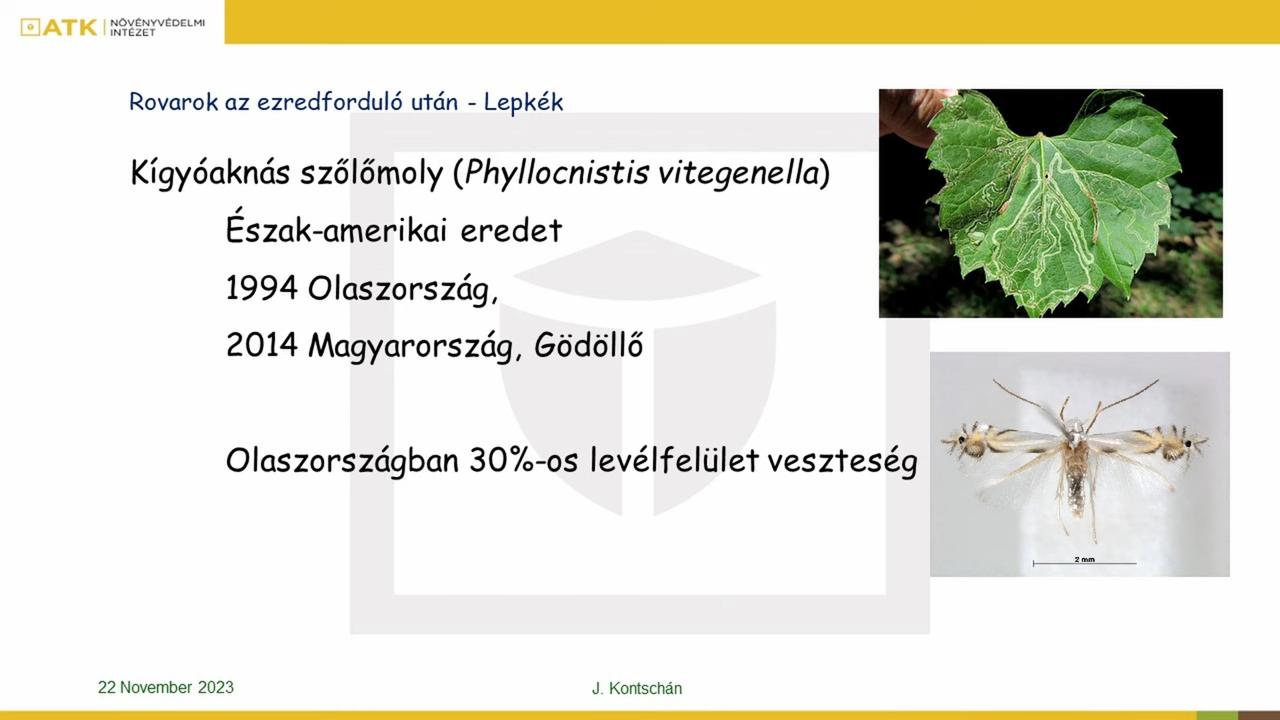 ATK NÖVÉNYVÉDELMI
INTÉZET
Rovarok az ezredforduló után - Lepkék
Kígyóaknás szőlőmoly (Phyllocnistis vitegenella)
Észak-amerikai eredet
1994 Olaszország,
2014 Magyarország, Gödöllő
Olaszországban 30%-os levélfelület veszteség
2 mm
22 November 2023
J. Kontschán